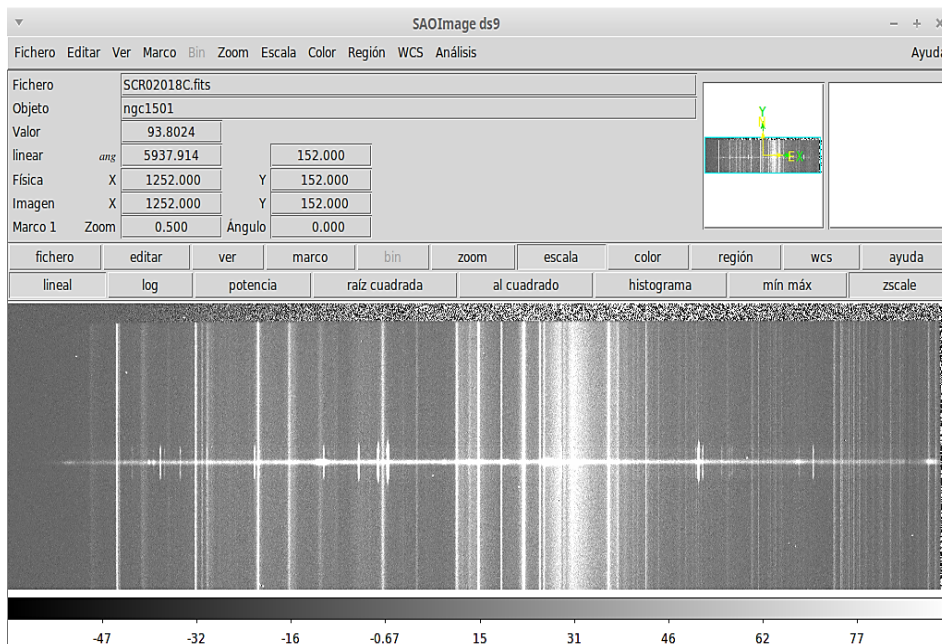 SAOImage ds9
Fichero Editar Ver Marco Bin Zoom Escala Color Región WCS Análisis Ayuda
Fichero SCR02018C.fits
Objeto ngc1501
Valor 93.8024
linear ang 5937.914 152.000
Física X 1252.000 Y 152.000
Imagen X 1252.000 Y 152.000
Marco 1 Zoom 0.500 Ángulo 0.000
Y
N
E X
fichero editar ver marco bin zoom escala color región wcs ayuda
lineal log potencia raíz cuadrada al cuadrado histograma mín máx zscale
-47 -32 -16 -0.67 15 31 46 62 77